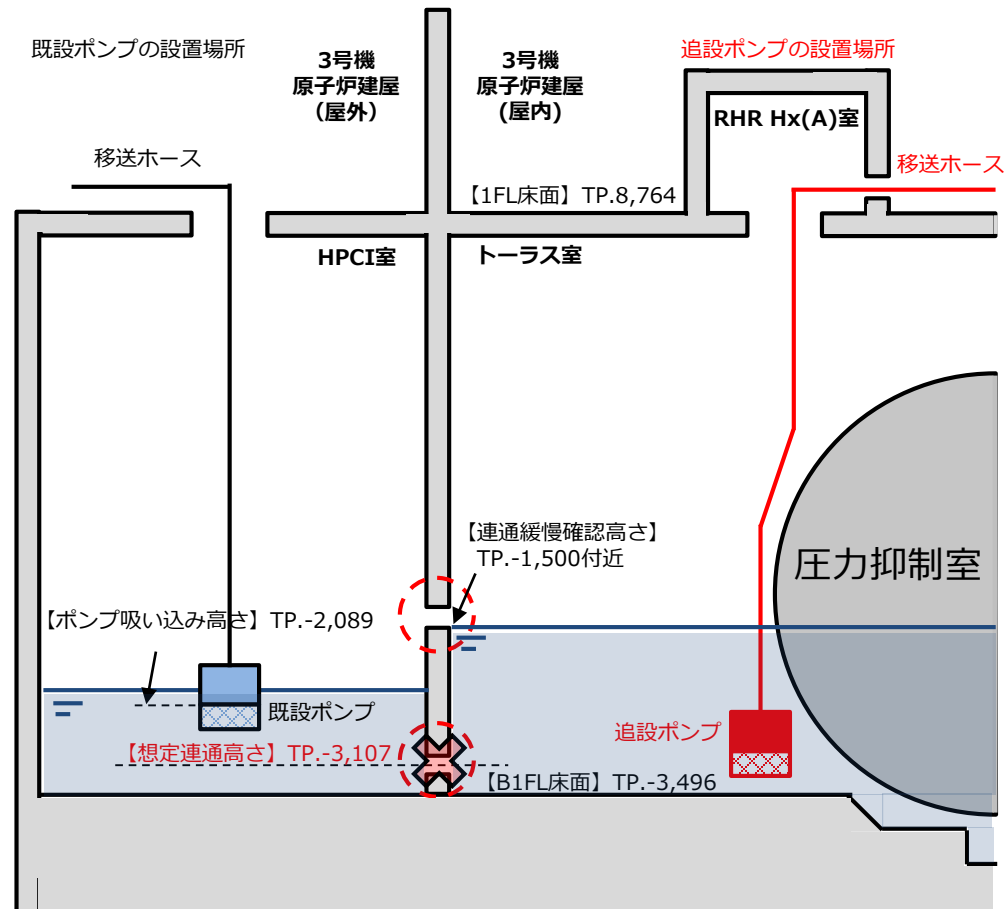 既設ポンプの設置場所
3号機
原子炉建屋
(屋外）
3号機
原子炉建屋
(屋内)
追設ポンプの設置場所
RHR Hx(A)室
移送ホース
移送ホース
【1FL床面】TP.8,764
HPCI室
トーラス室
【連通緩慢確認高さ】
TP.-1,500付近
圧力抑制室
【ポンプ吸い込み高さ】TP.-2,089
既設ポンプ
追設ポンプ
【想定連通高さ】TP.-3,107
【B1FL床面】TP.-3,496